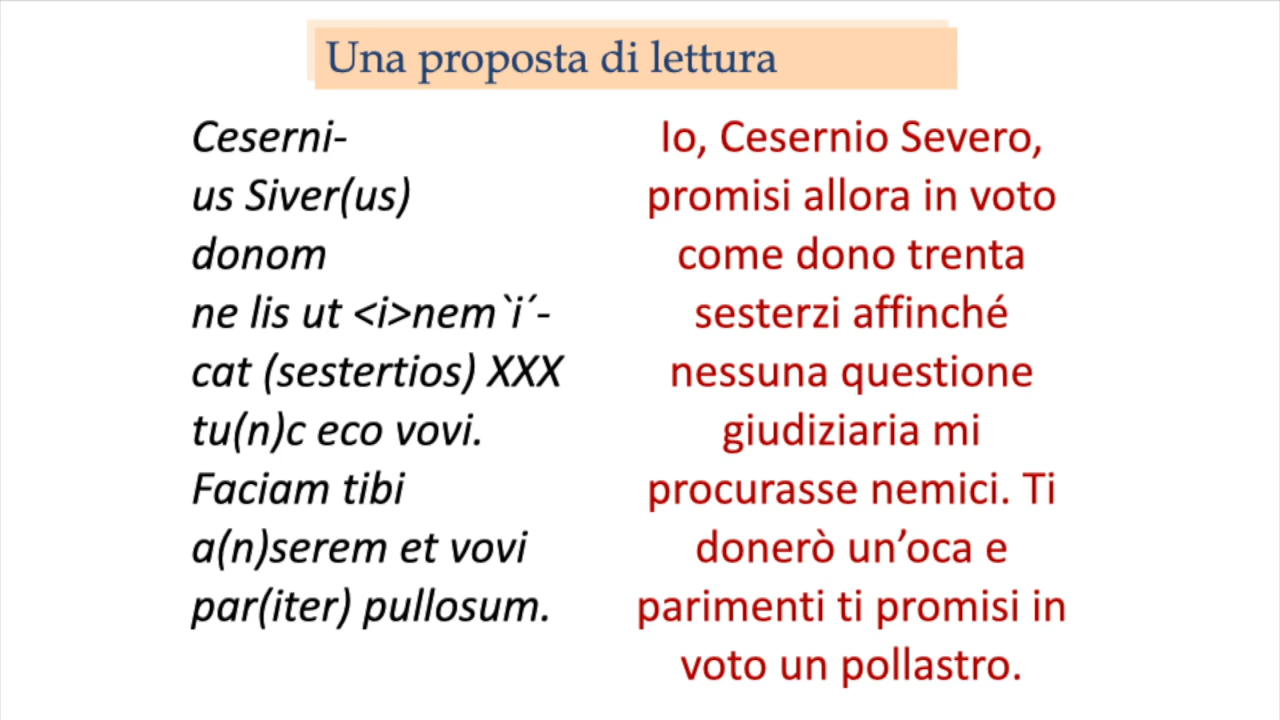 Una proposta di lettura
Ceserni-
us Siver(us)
donom
ne lis ut <i>nem`i´-
cat (sestertios) XXX
tu(n)c eco vovi.
Faciam tibi
a(n)serem et vovi
par(iter) pullosum.
Io, Cesernio Severo,
promisi allora in voto
come dono trenta
sesterzi affinché
nessuna questione
giudiziaria mi
procurasse nemici. Ti
donerò un’oca e
parimenti ti promisi in
voto un pollastro.